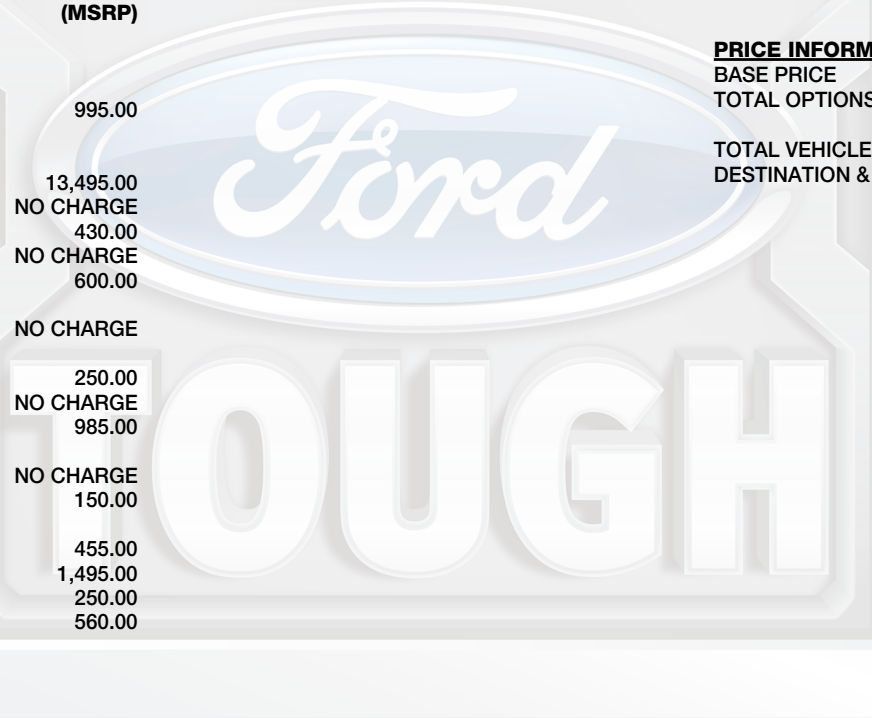 (MSRP)
995.00
13,495.00
NO CHARGE
430.00
NO CHARGE
600.00
NO CHARGE
250.00
NO CHARGE
985.00
NO CHARGE
150.00
455.00
1,495.00
250.00
560.00
PRICE INFORM
BASE PRICE
TOTAL OPTIONS
TOTAL VEHICLE
DESTINATION &
Ford
TOUGH